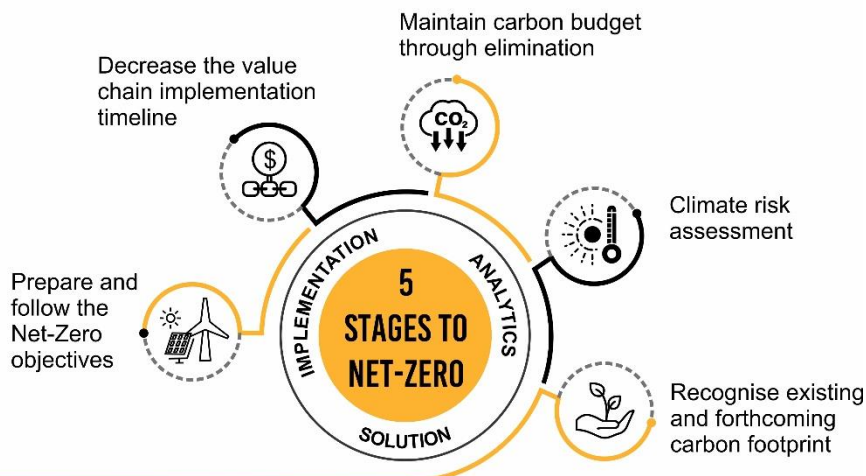 Maintain carbon budget
through elimination
Decrease the value
chain implementation
timeline
CO₂
$
Climate risk
assessment
Prepare and
follow the
Net-Zero
objectives
IMPLEMENTATION
ANALYTICS
5
STAGES TO
NET-ZERO
SOLUTION
Recognise existing
and forthcoming
carbon footprint